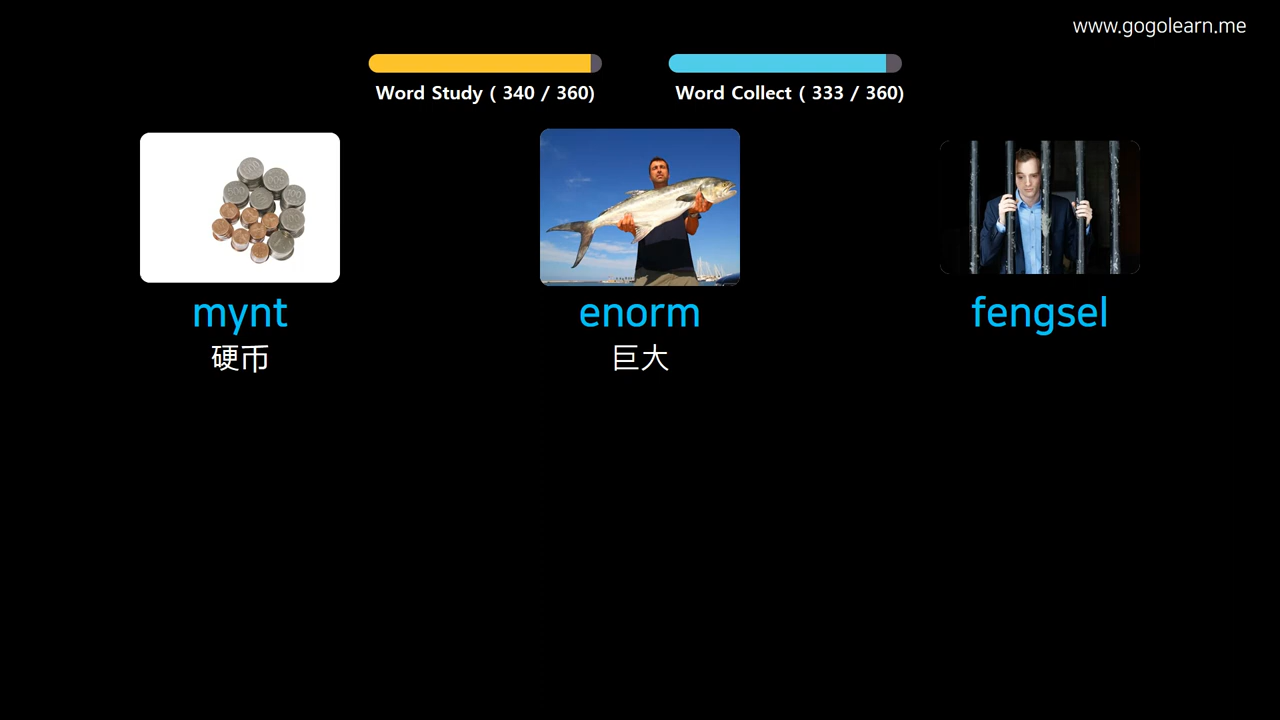 www.gogolearn.me
Word Study ( 340 / 360)
Word Collect ( 333 / 360)
mynt
enorm
fengsel
硬币
巨大